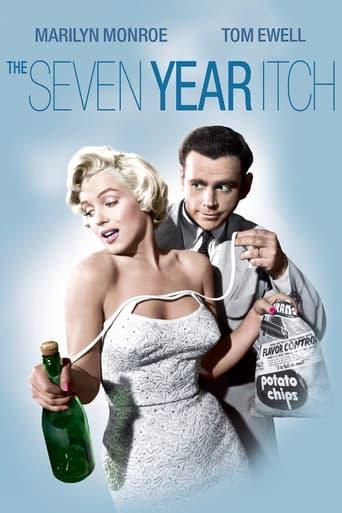 MARILYN MONROE TOM EWELL
THE SEVEN YEAR ITCH
FLAVOR CONTROL
potato
chips